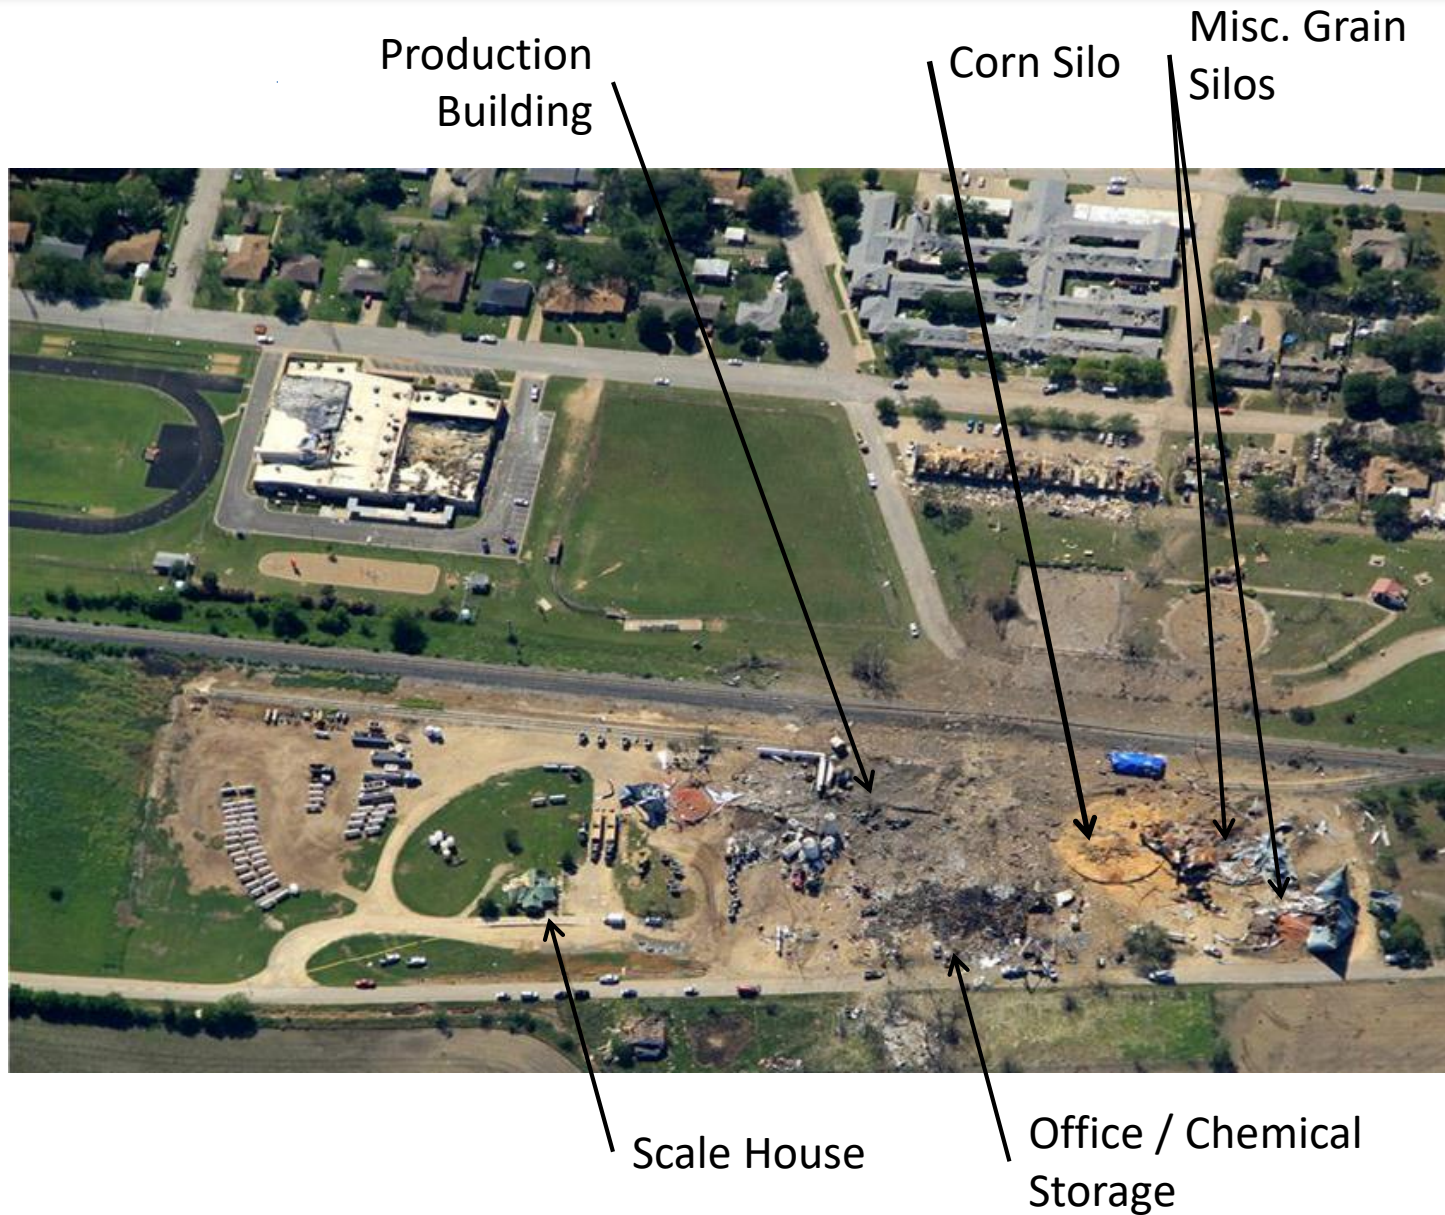 Production
Building
Corn Silo
Misc. Grain
Silos
Scale House
Office / Chemical
Storage